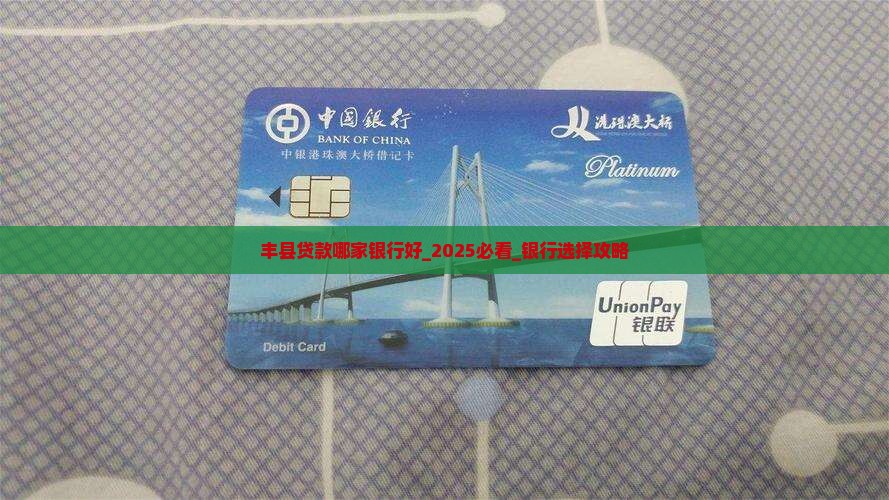 中国银行
BANK OF CHINA
中银港珠澳大桥借记卡
港珠澳大桥
Platinum
丰县贷款哪家银行好_2025必看_银行选择攻略
UnionPay
银联
Debit Card